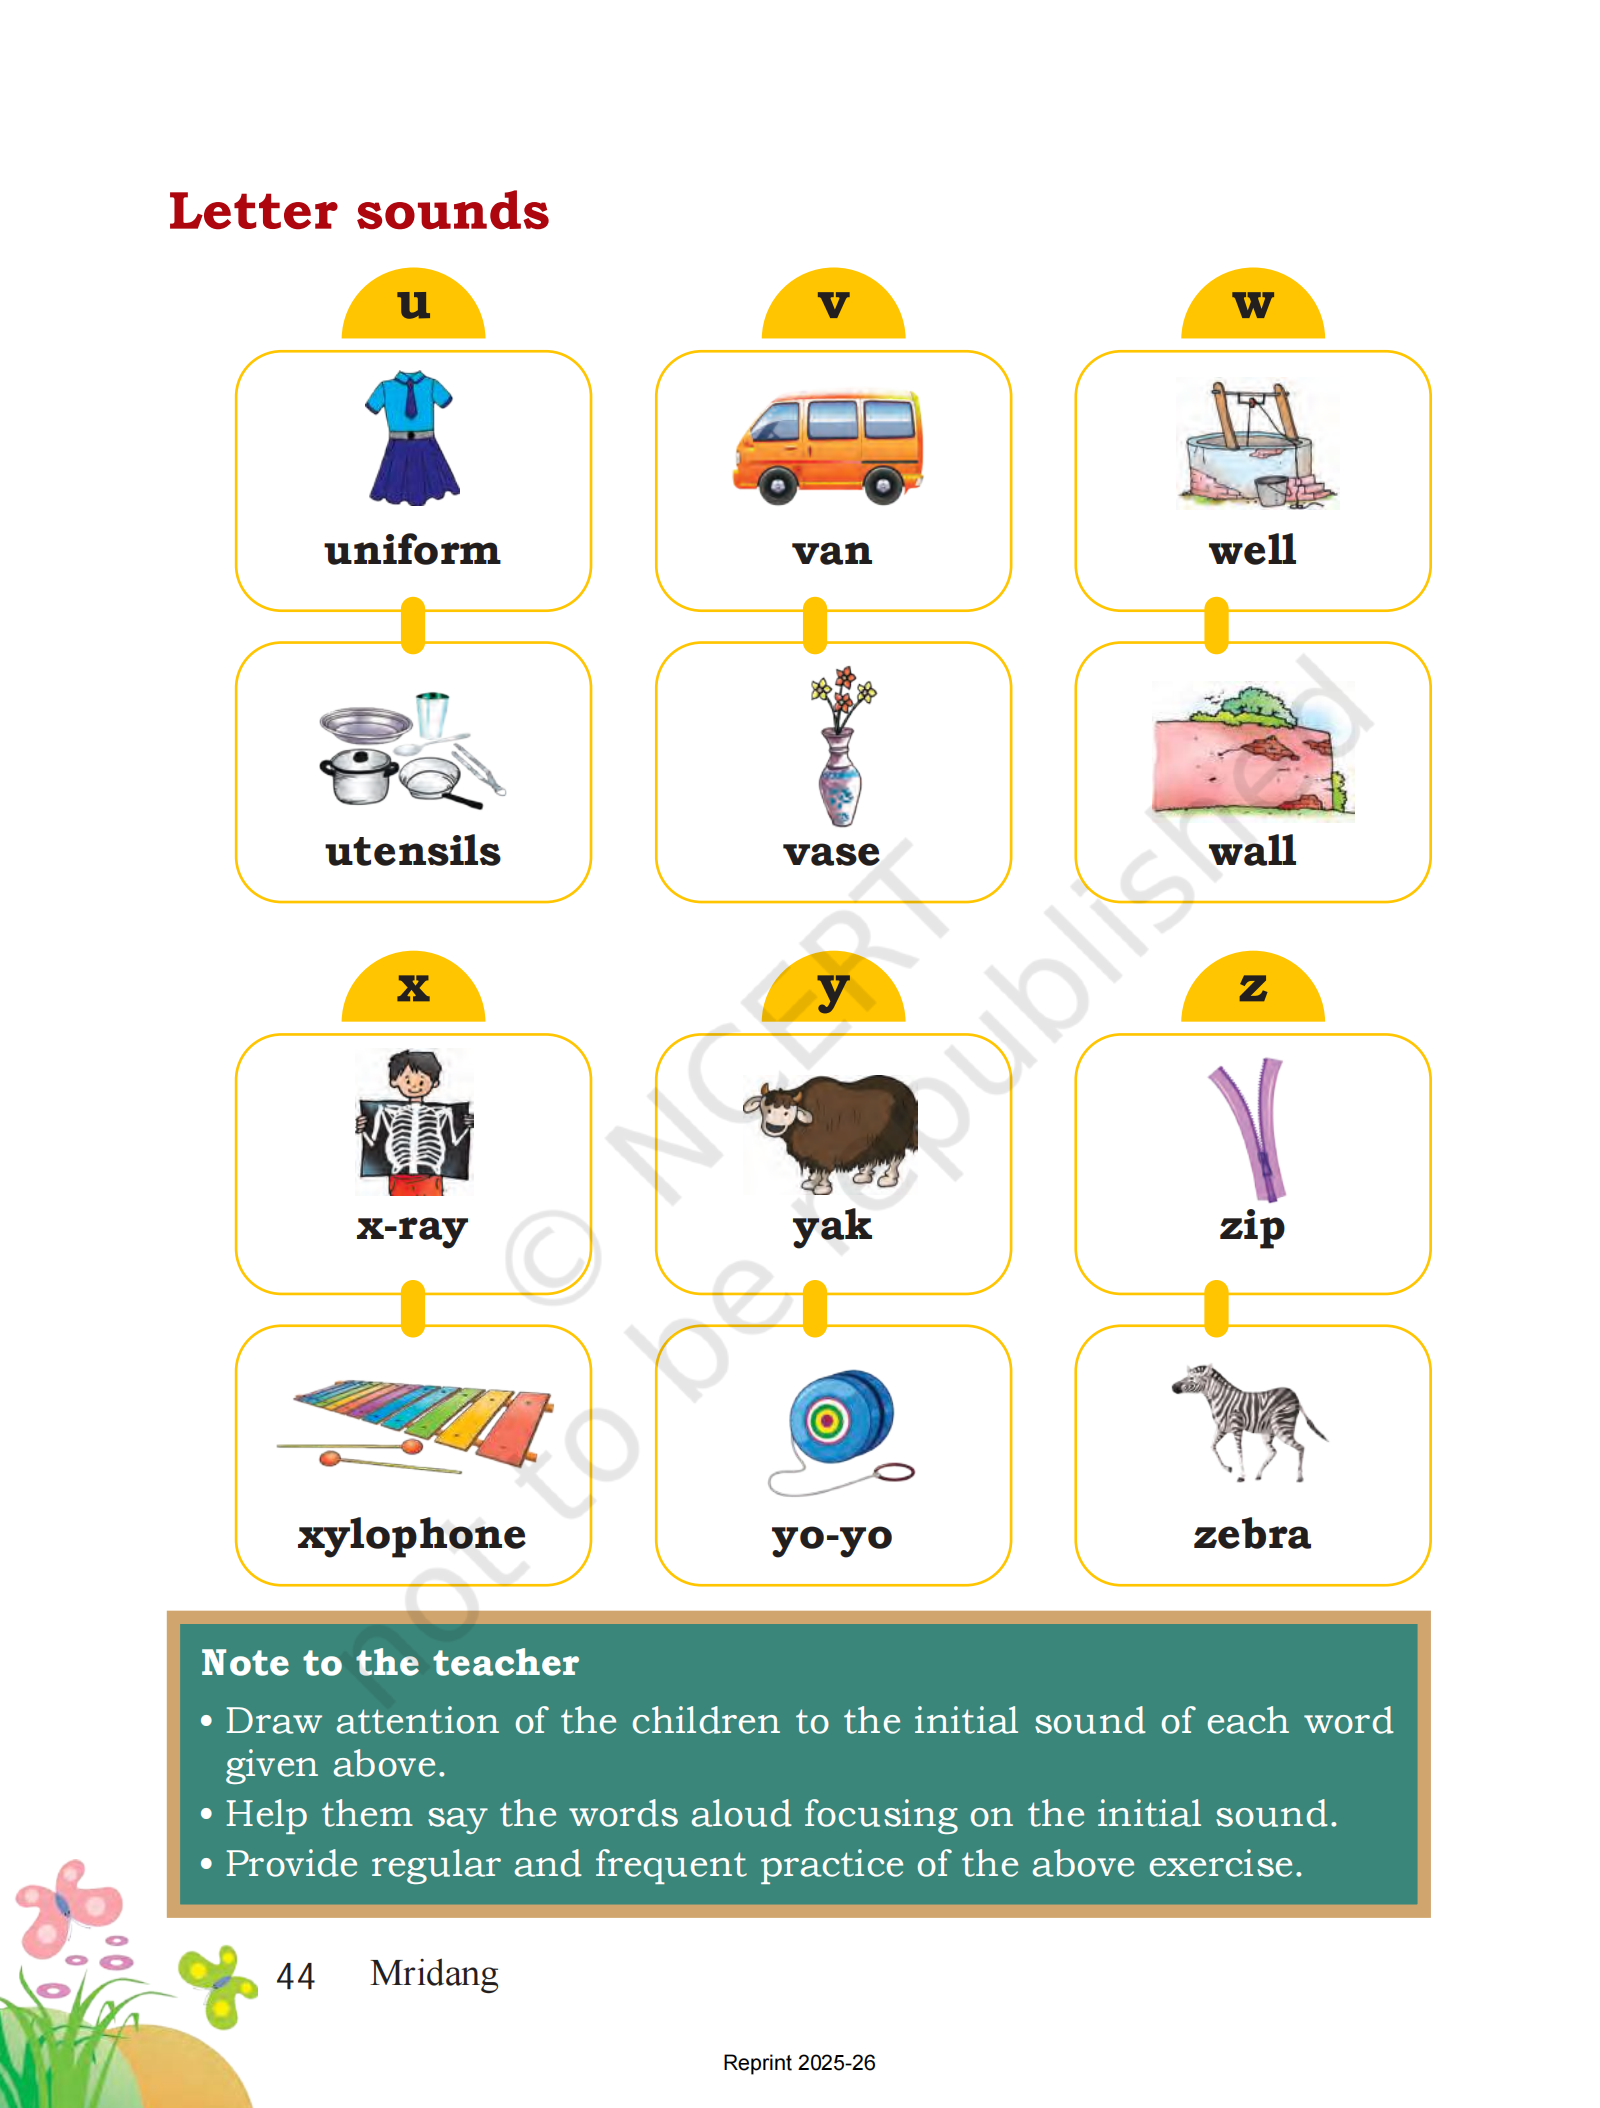 Letter sounds
u v w
uniform van well
utensils vase wall
x y z
x-ray yak zip
xylophone yo-yo zebra
© NCERT
not to be republished
Note to the teacher
• Draw attention of the children to the initial sound of each word
given above.
• Help them say the words aloud focusing on the initial sound.
• Provide regular and frequent practice of the above exercise.
44 Mridang
Reprint 2025-26